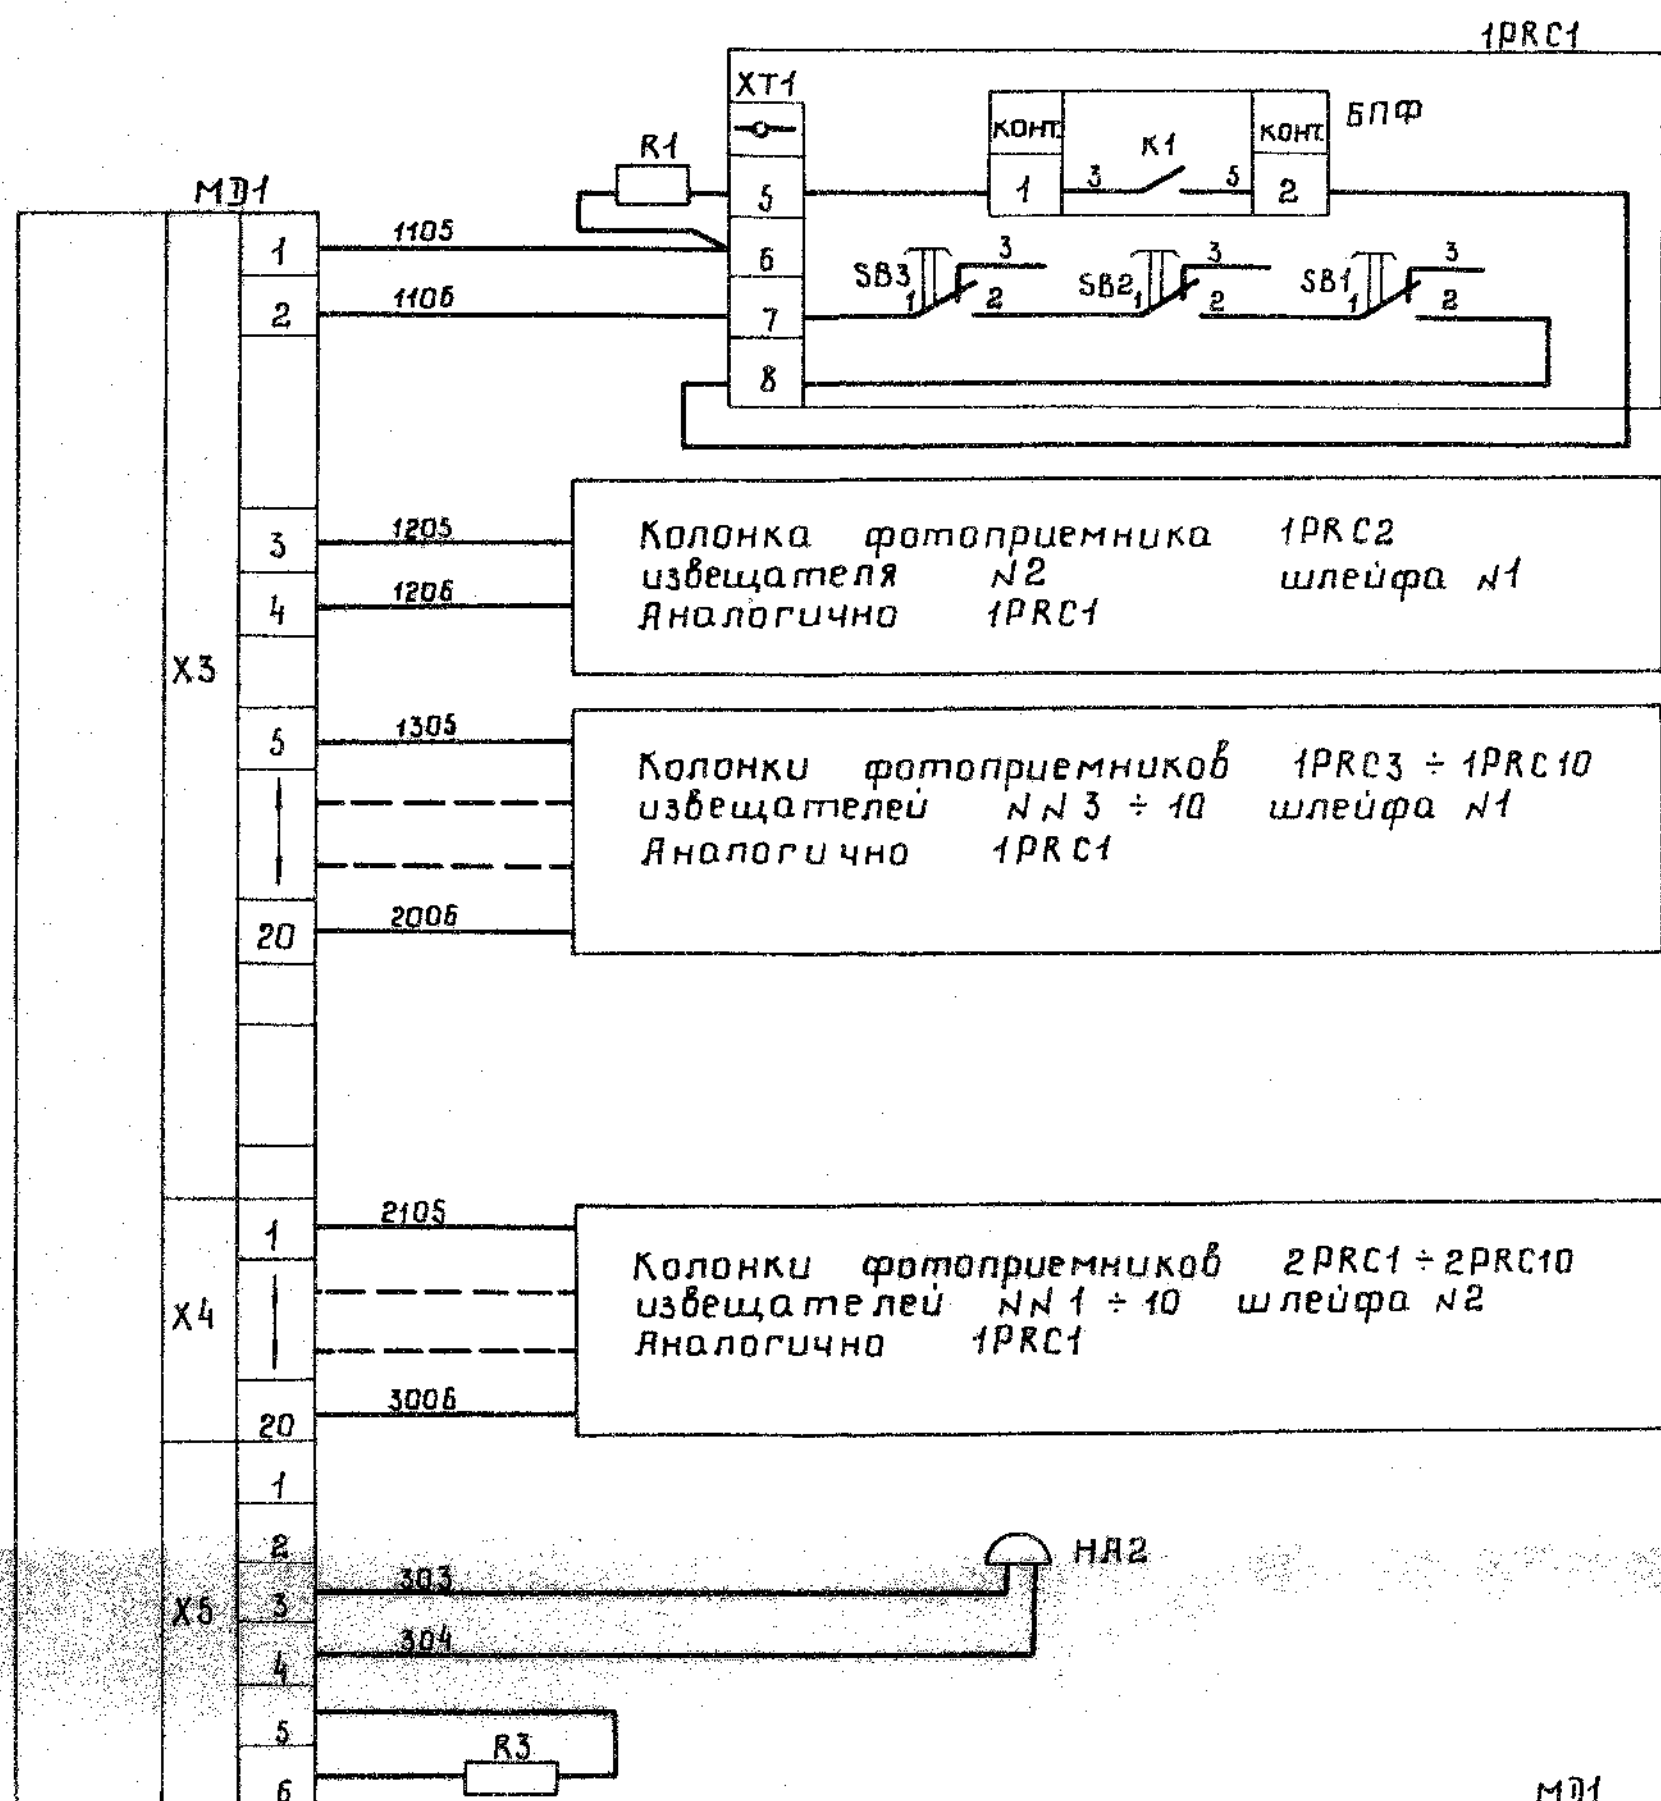 1PRC1
XT1
БПФ
конт.
конт.
R1
K1
MD1
5
1
3
5
2
1
1105
6
3
3
3
SB3
SB2
SB1
1
2
1
2
1
2
2
1106
7
8
3
1205
Колонка фотоприемника 1PRC2
извещателя N2 шлейфа N1
4
1206
Аналогично 1PRC1
X3
5
1305
Колонки фотоприемников 1PRC3 ÷ 1PRC10
извещателей NN 3 ÷ 10 шлейфа N1
Аналогично 1PRC1
20
2006
1
2105
Колонки фотоприемников 2PRC1 ÷ 2PRC10
извещателей NN 1 ÷ 10 шлейфа N2
X4
Аналогично 1PRC1
20
3006
1
2
HA2
303
X5
3
304
4
5
R3
6
MD1